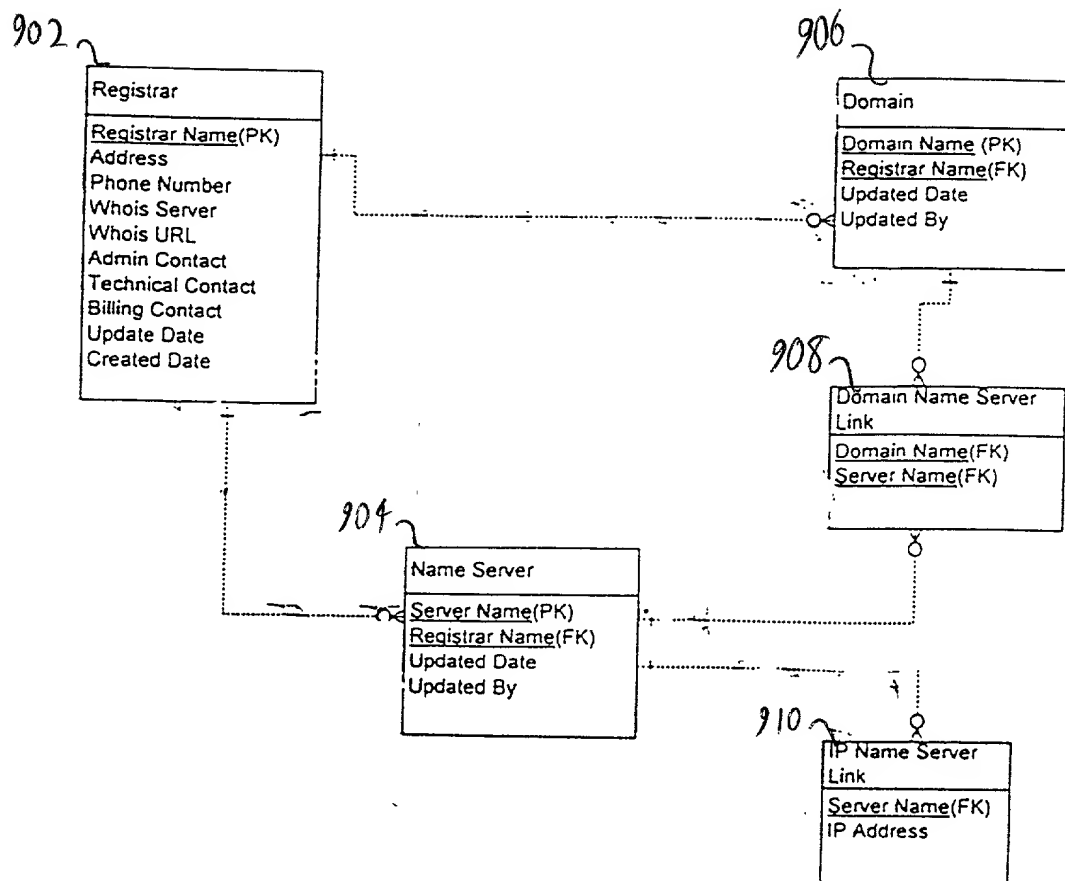 902
Registrar
Registrar Name(PK)
Address
Phone Number
Whois Server
Whois URL
Admin Contact
Technical Contact
Billing Contact
Update Date
Created Date
906
Domain
Domain Name (PK)
Registrar Name(FK)
Updated Date
Updated By
908
Domain Name Server
Link
Domain Name(FK)
Server Name(FK)
904
Name Server
Server Name(PK)
Registrar Name(FK)
Updated Date
Updated By
910
IP Name Server
Link
Server Name(FK)
IP Address